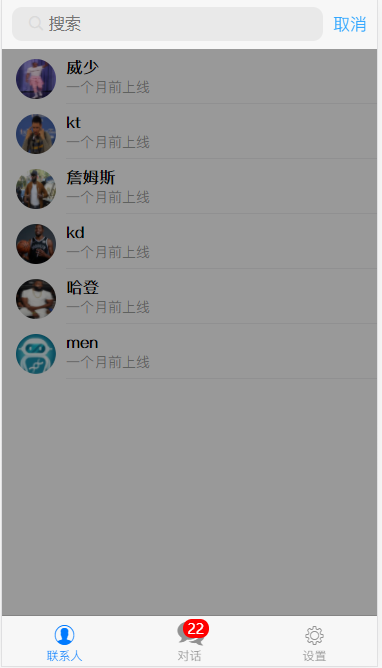 搜索 取消
威少
一个月前上线
kt
一个月前上线
詹姆斯
一个月前上线
kd
一个月前上线
哈登
一个月前上线
men
一个月前上线
22
联系人 对话 设置